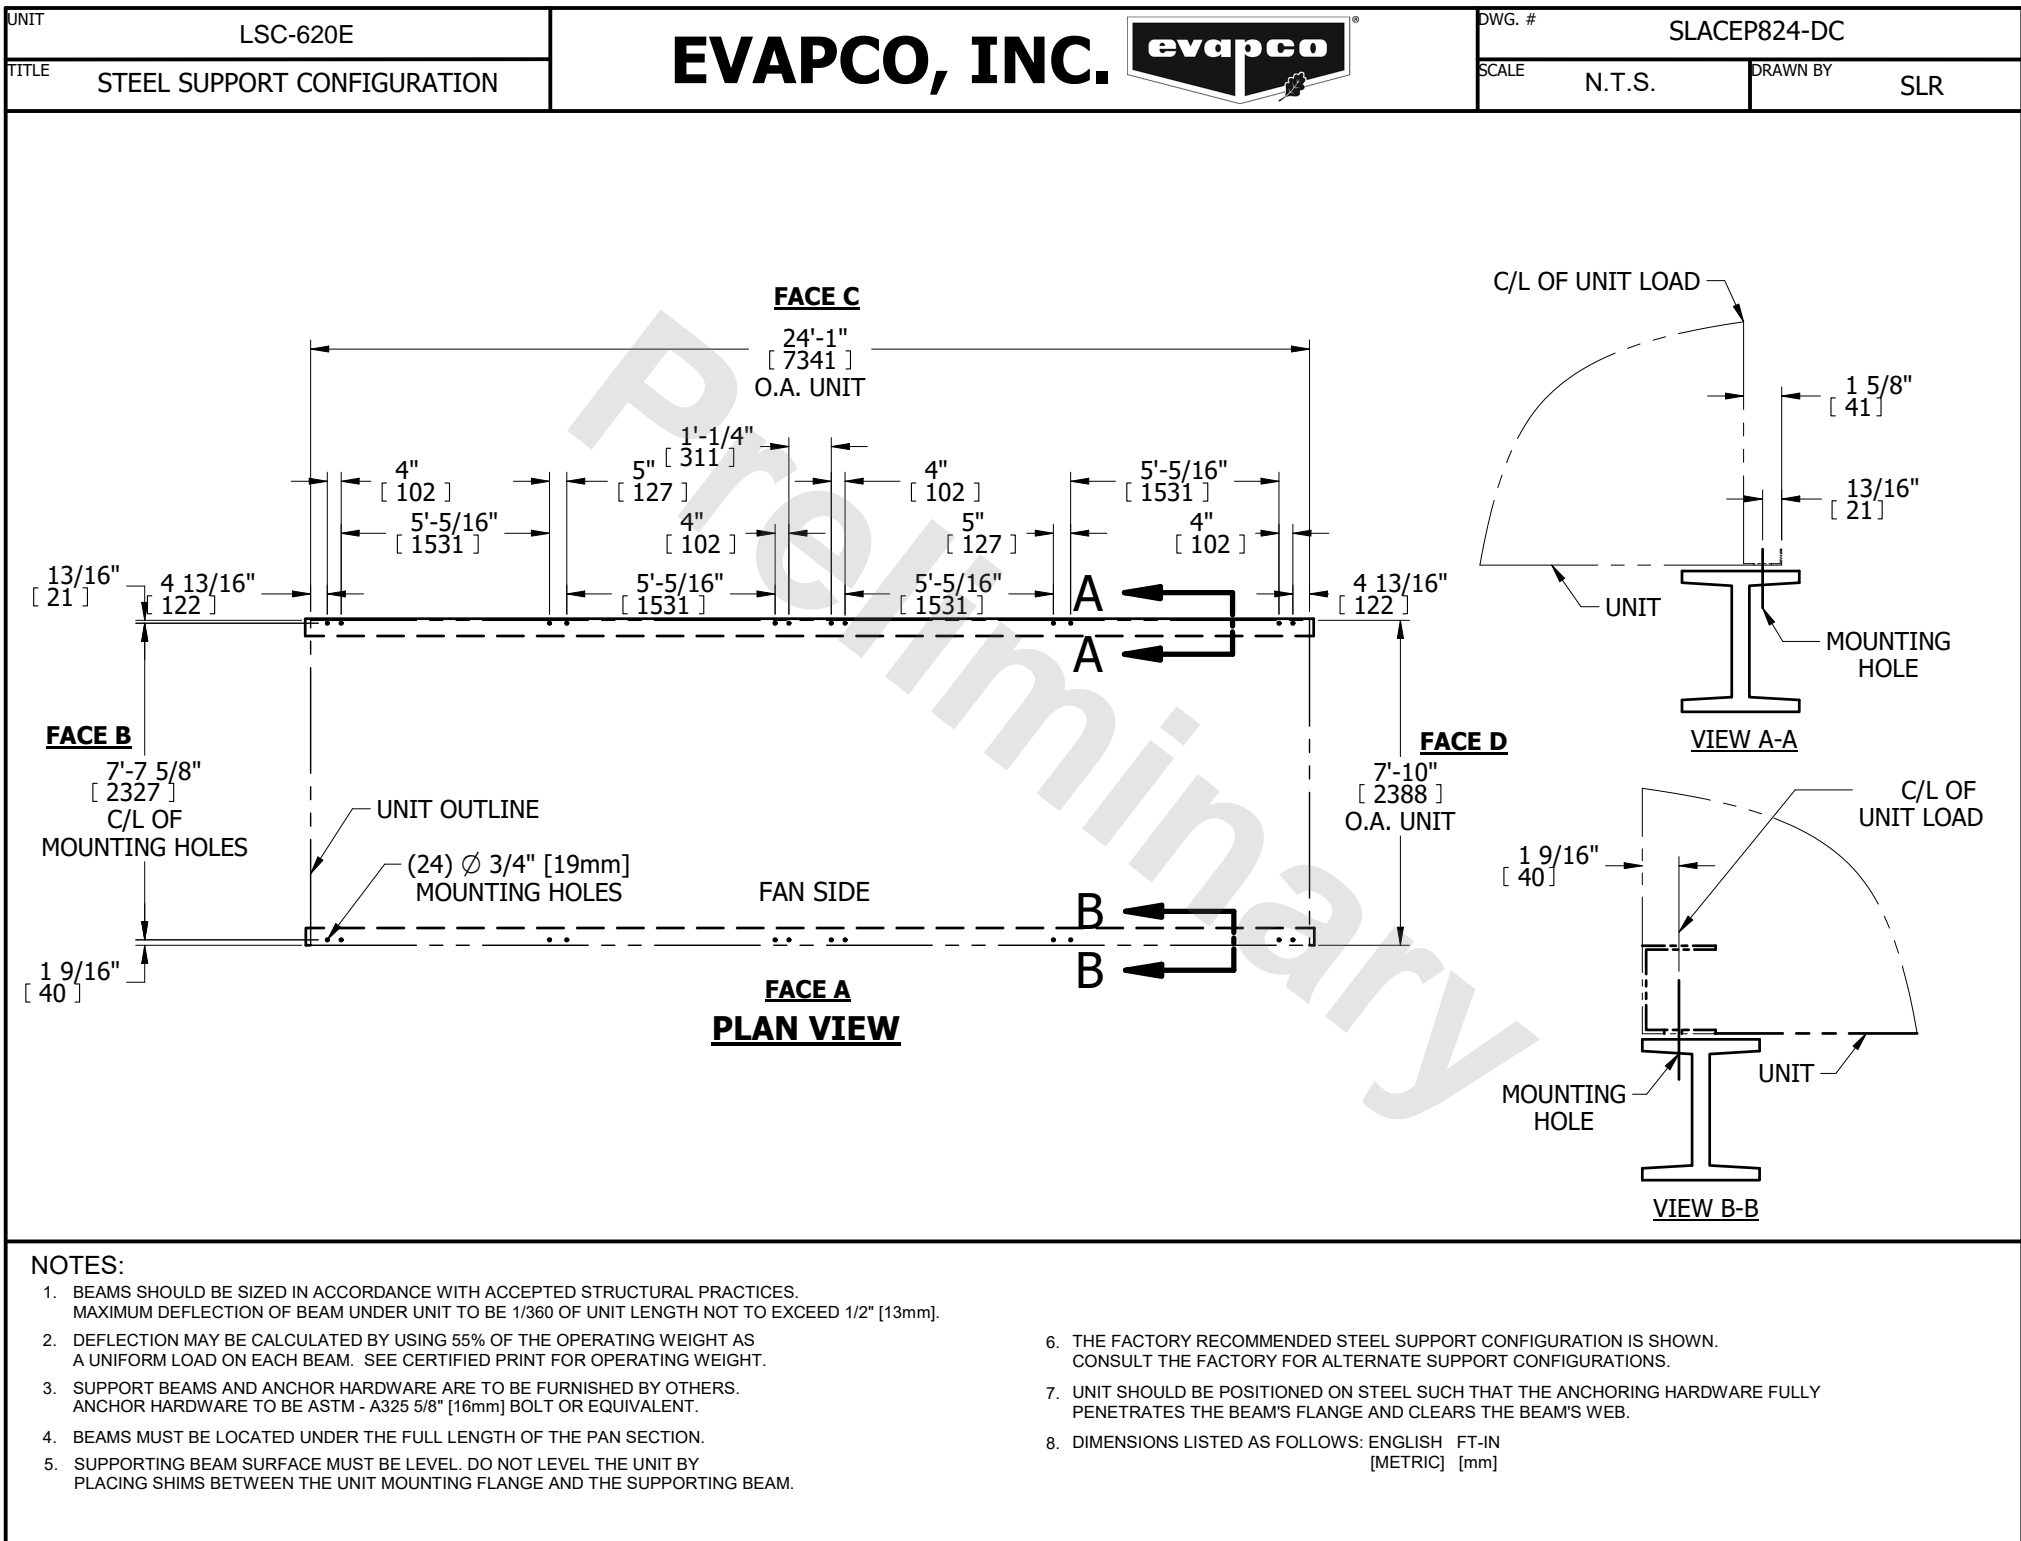 UNIT
LSC-620E
TITLE
STEEL SUPPORT CONFIGURATION
EVAPCO, INC.
evapco
®
DWG. #
SLACEP824-DC
SCALE
N.T.S.
DRAWN BY
SLR
Preliminary
FACE C
24'-1"
[ 7341 ]
O.A. UNIT
1'-1/4"
[ 311 ]
4"
[ 102 ]
5"
[ 127 ]
4"
[ 102 ]
5'-5/16"
[ 1531 ]
5'-5/16"
[ 1531 ]
4"
[ 102 ]
5"
[ 127 ]
4"
[ 102 ]
13/16"
[ 21 ]
4 13/16"
[ 122 ]
5'-5/16"
[ 1531 ]
5'-5/16"
[ 1531 ]
4 13/16"
[ 122 ]
A
A
FACE B
7'-7 5/8"
[ 2327 ]
C/L OF
MOUNTING HOLES
FACE D
7'-10"
[ 2388 ]
O.A. UNIT
UNIT OUTLINE
(24) Ø 3/4" [19mm]
MOUNTING HOLES
FAN SIDE
B
B
1 9/16"
[ 40 ]
FACE A
PLAN VIEW
C/L OF UNIT LOAD
1 5/8"
[ 41 ]
13/16"
[ 21 ]
UNIT
MOUNTING
HOLE
VIEW A-A
C/L OF
UNIT LOAD
1 9/16"
[ 40 ]
UNIT
MOUNTING
HOLE
VIEW B-B
NOTES:
1. BEAMS SHOULD BE SIZED IN ACCORDANCE WITH ACCEPTED STRUCTURAL PRACTICES.
MAXIMUM DEFLECTION OF BEAM UNDER UNIT TO BE 1/360 OF UNIT LENGTH NOT TO EXCEED 1/2" [13mm].
2. DEFLECTION MAY BE CALCULATED BY USING 55% OF THE OPERATING WEIGHT AS
A UNIFORM LOAD ON EACH BEAM. SEE CERTIFIED PRINT FOR OPERATING WEIGHT.
3. SUPPORT BEAMS AND ANCHOR HARDWARE ARE TO BE FURNISHED BY OTHERS.
ANCHOR HARDWARE TO BE ASTM - A325 5/8" [16mm] BOLT OR EQUIVALENT.
4. BEAMS MUST BE LOCATED UNDER THE FULL LENGTH OF THE PAN SECTION.
5. SUPPORTING BEAM SURFACE MUST BE LEVEL. DO NOT LEVEL THE UNIT BY
PLACING SHIMS BETWEEN THE UNIT MOUNTING FLANGE AND THE SUPPORTING BEAM.
6. THE FACTORY RECOMMENDED STEEL SUPPORT CONFIGURATION IS SHOWN.
CONSULT THE FACTORY FOR ALTERNATE SUPPORT CONFIGURATIONS.
7. UNIT SHOULD BE POSITIONED ON STEEL SUCH THAT THE ANCHORING HARDWARE FULLY
PENETRATES THE BEAM'S FLANGE AND CLEARS THE BEAM'S WEB.
8. DIMENSIONS LISTED AS FOLLOWS: ENGLISH FT-IN
[METRIC] [mm]